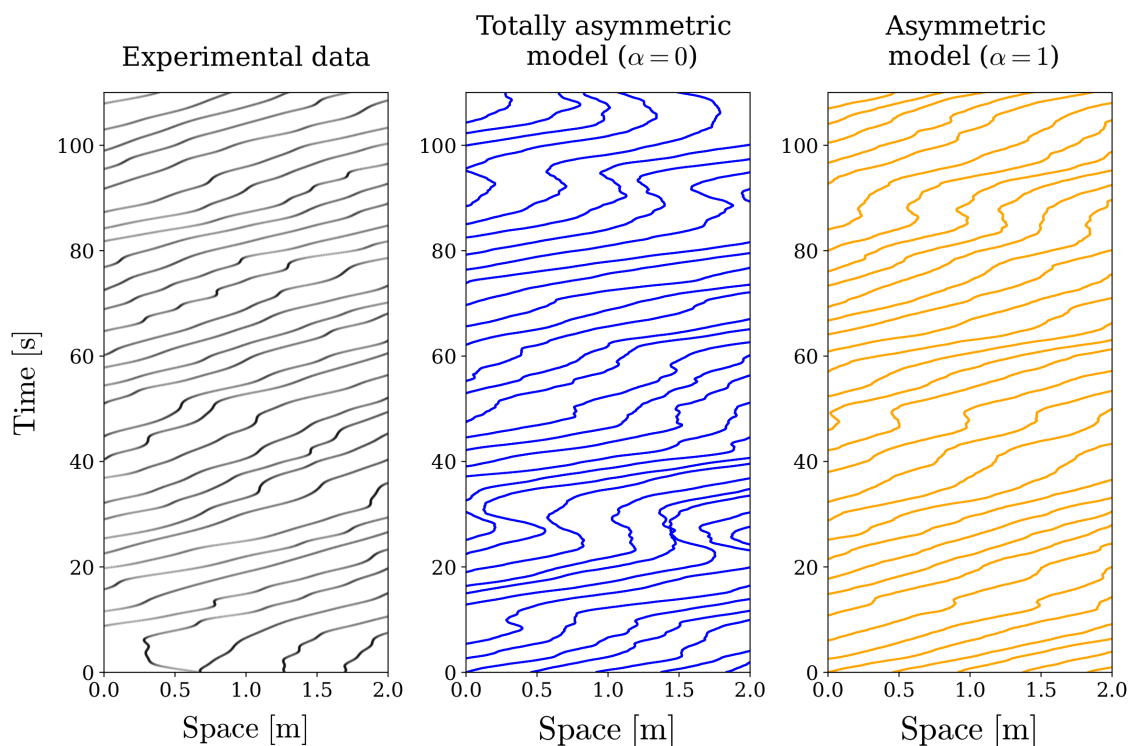 Experimental data
Totally asymmetric
model (α = 0)
Asymmetric
model (α = 1)
Time [s]
100
80
60
40
20
0
0.0 0.5 1.0 1.5 2.0
Space [m]
100
80
60
40
20
0
0.0 0.5 1.0 1.5 2.0
Space [m]
100
80
60
40
20
0
0.0 0.5 1.0 1.5 2.0
Space [m]